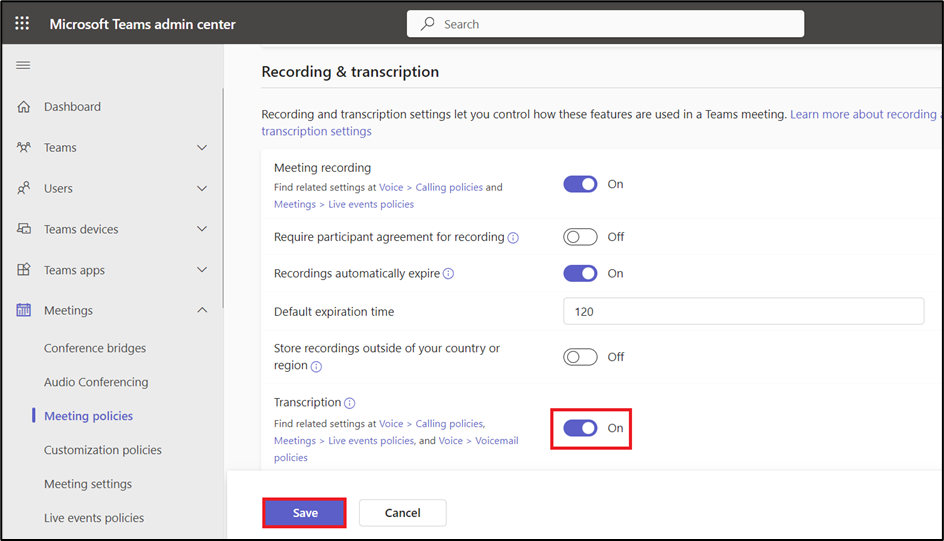 Microsoft Teams admin center
Search
Dashboard
Teams
Users
Teams devices
Teams apps
Meetings
Conference bridges
Audio Conferencing
Meeting policies
Customization policies
Meeting settings
Live events policies
Recording & transcription
Recording and transcription settings let you control how these features are used in a Teams meeting. Learn more about recording
transcription settings
Meeting recording
Find related settings at Voice > Calling policies and
Meetings > Live events policies
On
Require participant agreement for recording
Off
Recordings automatically expire
On
Default expiration time
120
Store recordings outside of your country or
region
Off
Transcription
Find related settings at Voice > Calling policies,
Meetings > Live events policies, and Voice > Voicemail
policies
On
Save
Cancel